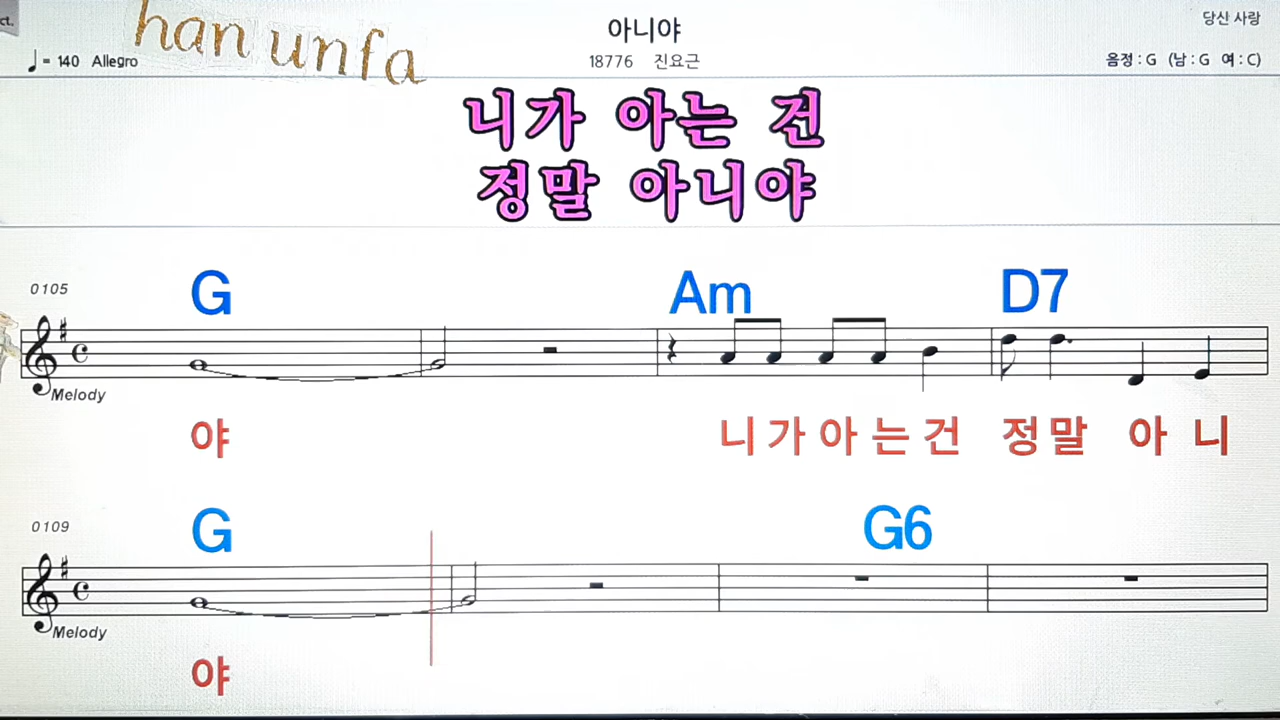 ct.
han unfa
아니야
당신 사랑
♩= 140 Allegro
18776 진요근
음정 : G (남 : G 여 : C)
니가 아는 건
정말 아니야
0105
G Am D7
Melody
야 니 가 아 는 건 정 말 아 니
0109
G G6
Melody
야